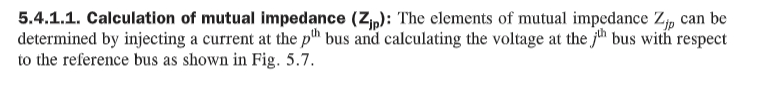 5.4.1.1. Calculation of mutual impedance (Zjp): The elements of mutual impedance Zjp can be
determined by injecting a current at the pth bus and calculating the voltage at the jth bus with respect
to the reference bus as shown in Fig. 5.7.